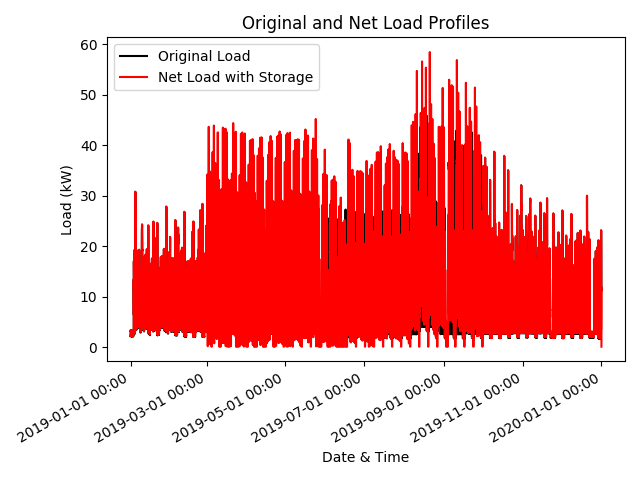 Original and Net Load Profiles
Original Load
Net Load with Storage
Load (kW)
60
50
40
30
20
10
0
2019-01-01 00:00
2019-03-01 00:00
2019-05-01 00:00
2019-07-01 00:00
2019-09-01 00:00
2019-11-01 00:00
2020-01-01 00:00
Date & Time